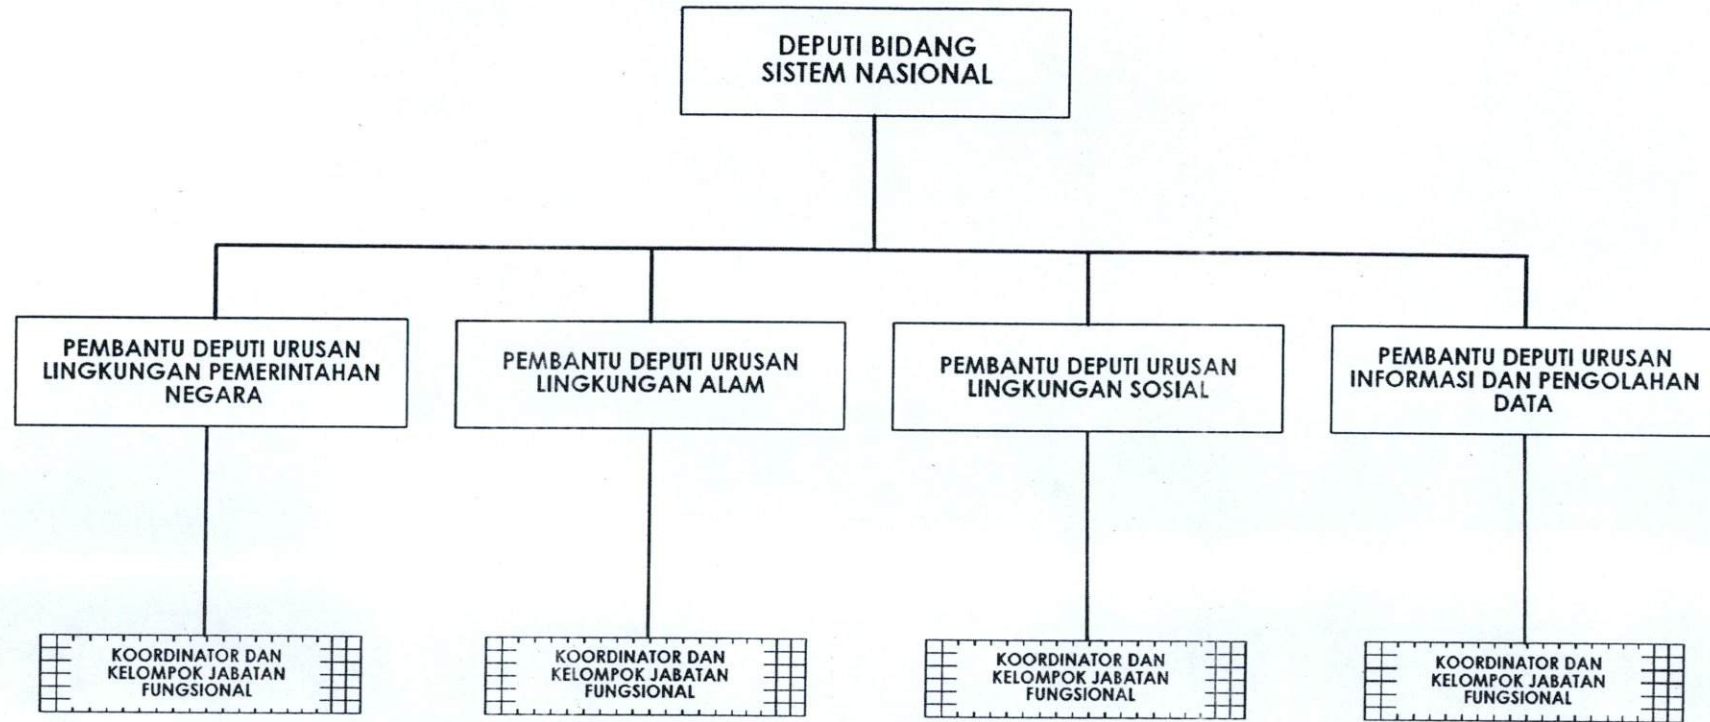 DEPUTI BIDANG
SISTEM NASIONAL
PEMBANTU DEPUTI URUSAN
LINGKUNGAN PEMERINTAHAN
NEGARA
PEMBANTU DEPUTI URUSAN
LINGKUNGAN ALAM
PEMBANTU DEPUTI URUSAN
LINGKUNGAN SOSIAL
PEMBANTU DEPUTI URUSAN
INFORMASI DAN PENGOLAHAN
DATA
KOORDINATOR DAN
KELOMPOK JABATAN
FUNGSIONAL
KOORDINATOR DAN
KELOMPOK JABATAN
FUNGSIONAL
KOORDINATOR DAN
KELOMPOK JABATAN
FUNGSIONAL
KOORDINATOR DAN
KELOMPOK JABATAN
FUNGSIONAL